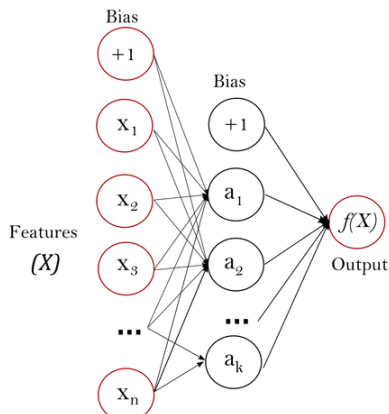 Bias
+1
x1
x2
x3
...
xn
Features
(X)
Bias
+1
a1
a2
...
ak
f(X)
Output